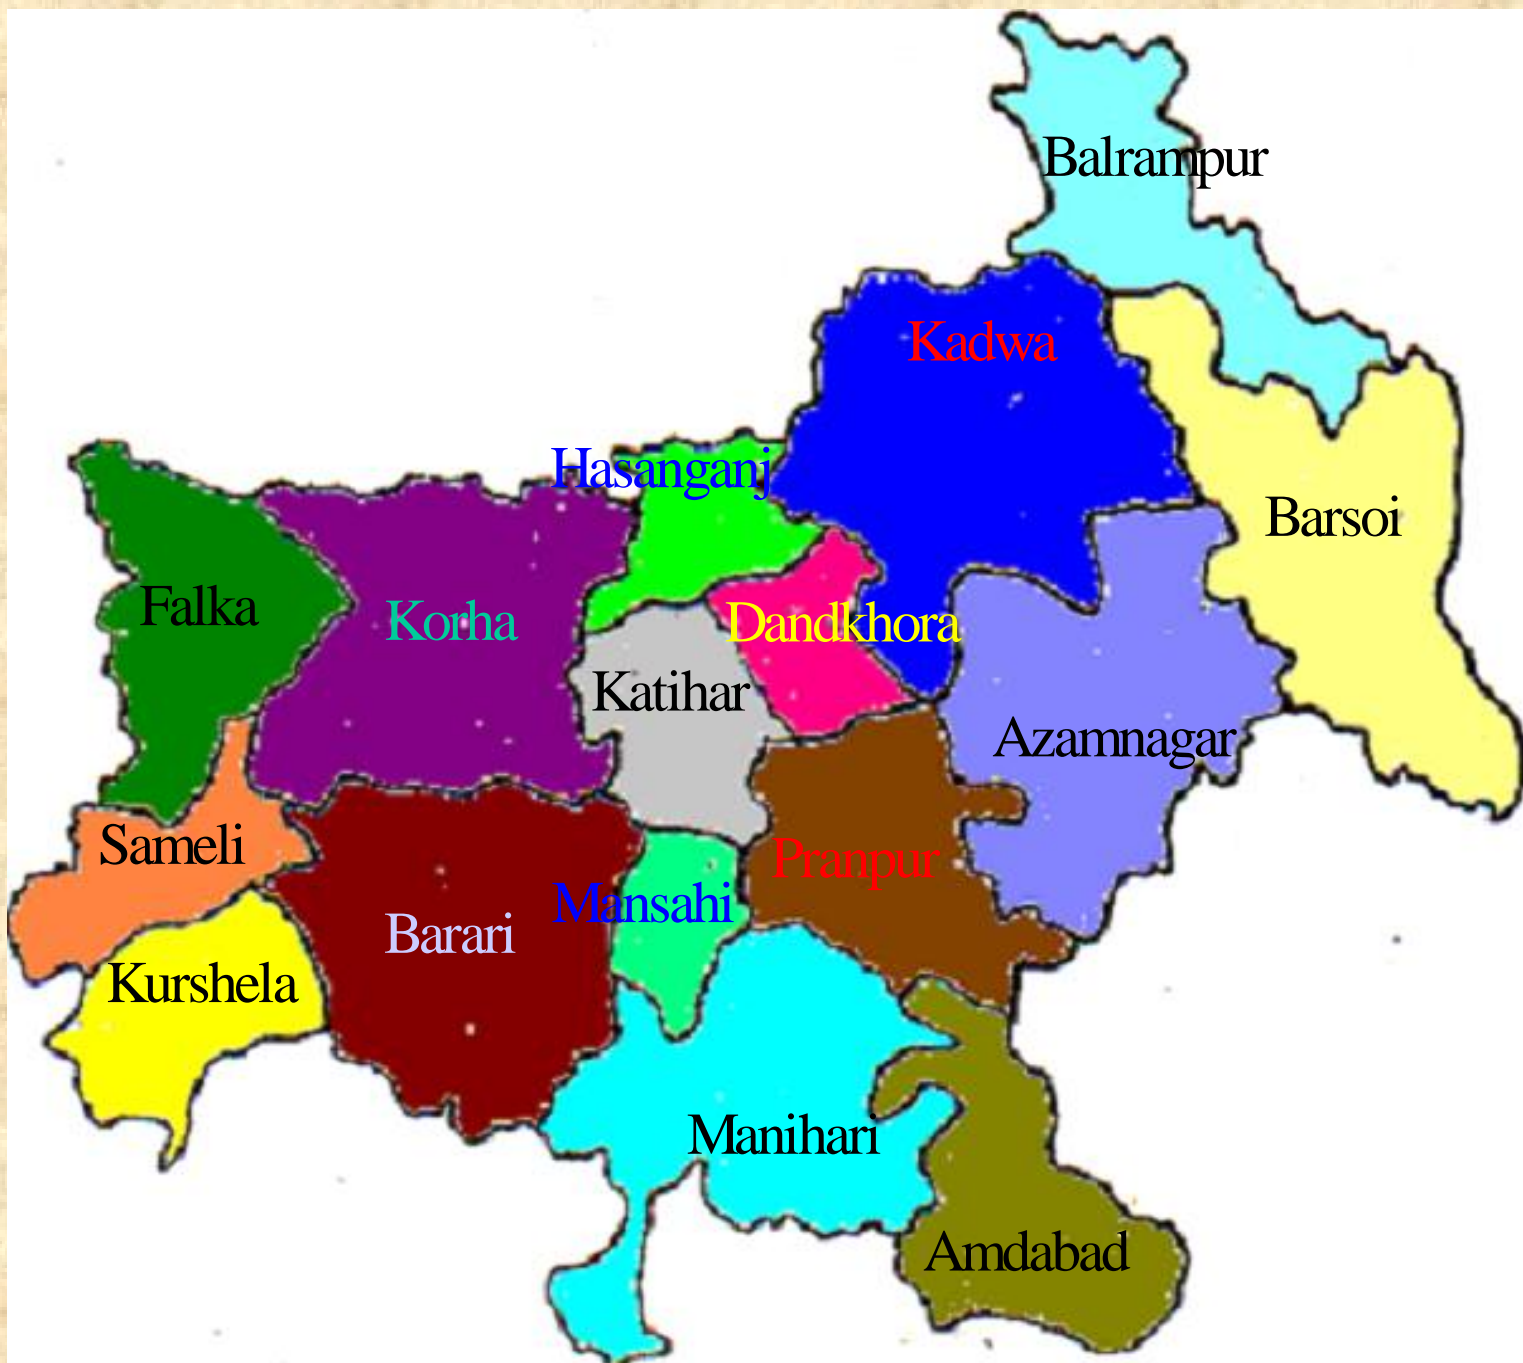 Balrampur
Kadwa
Hasanganj
Barsoi
Falka
Korha
Dandkhora
Katihar
Azamnagar
Sameli
Pranpur
Mansahi
Barari
Kurshela
Manihari
Amdabad